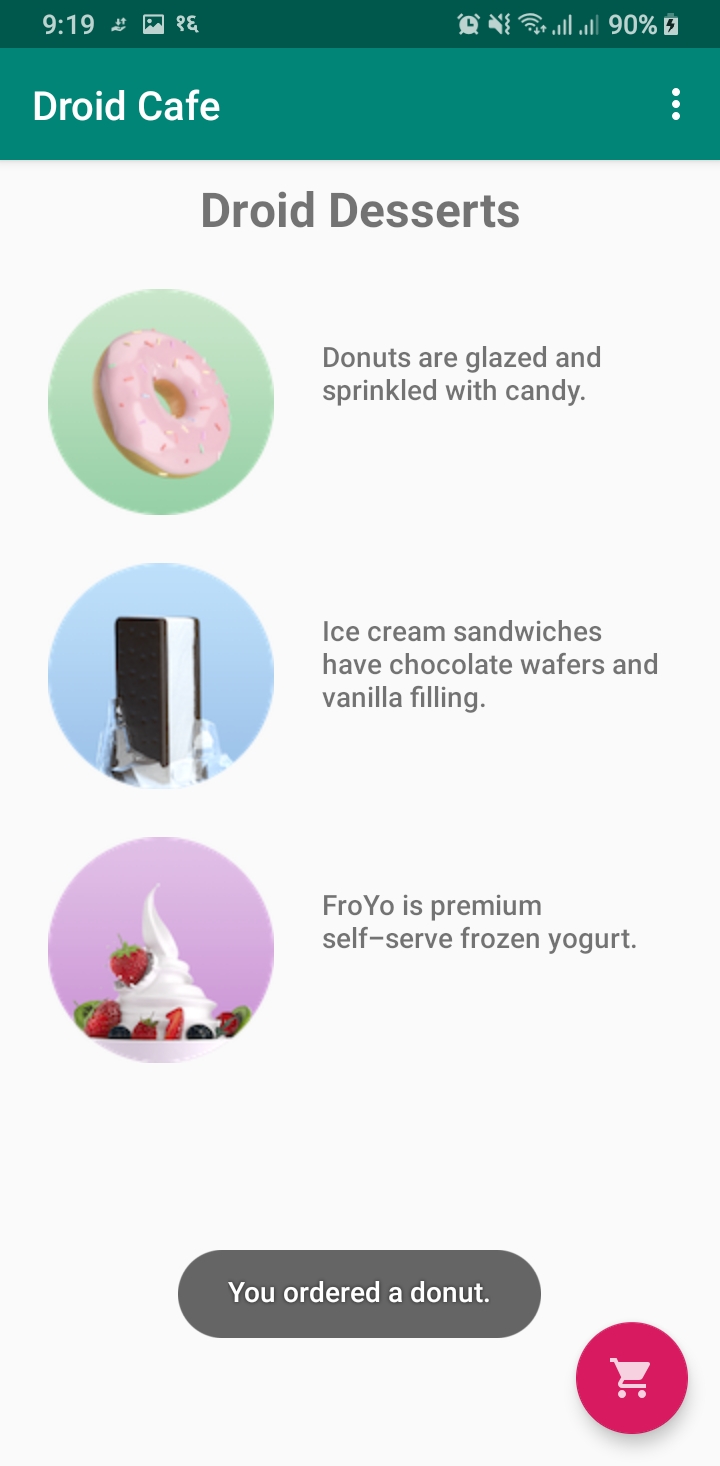 9:19 १६ 90%
Droid Cafe
Droid Desserts
Donuts are glazed and
sprinkled with candy.
Ice cream sandwiches
have chocolate wafers and
vanilla filling.
FroYo is premium
self–serve frozen yogurt.
You ordered a donut.